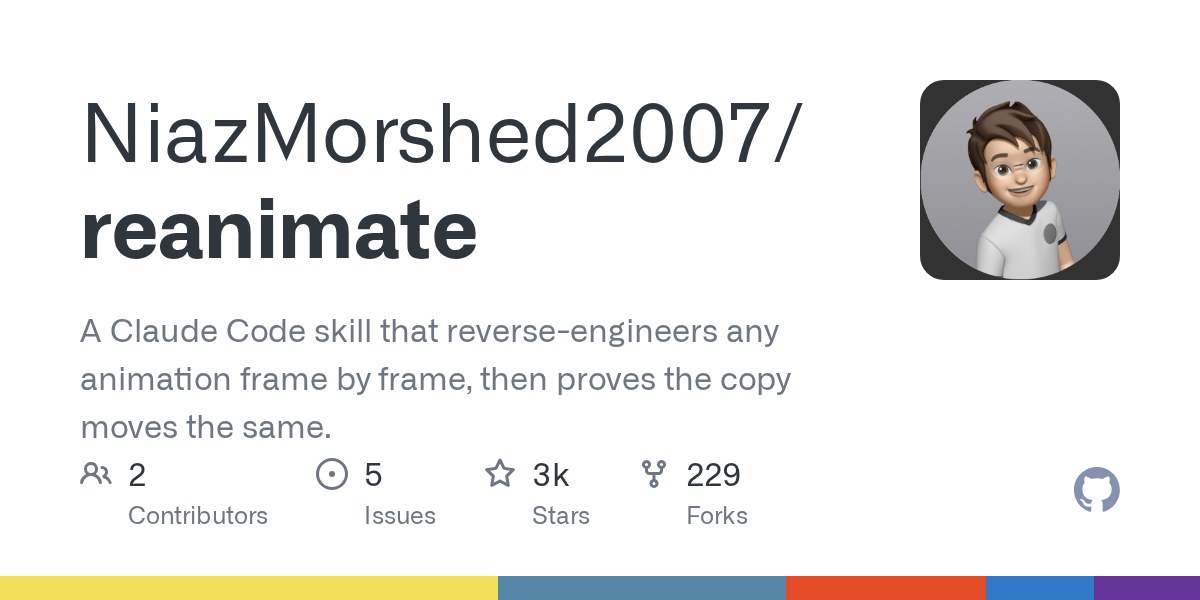 NiazMorshed2007/
reanimate
A Claude Code skill that reverse-engineers any
animation frame by frame, then proves the copy
moves the same.
2 5 3k 229
Contributors Issues Stars Forks